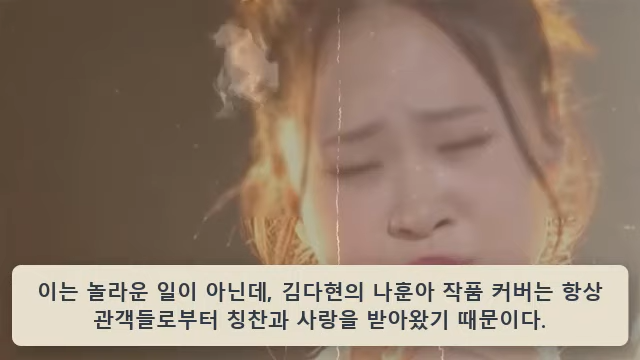 이는 놀라운 일이 아닌데, 김다현의 나훈아 작품 커버는 항상
관객들로부터 칭찬과 사랑을 받아왔기 때문이다.